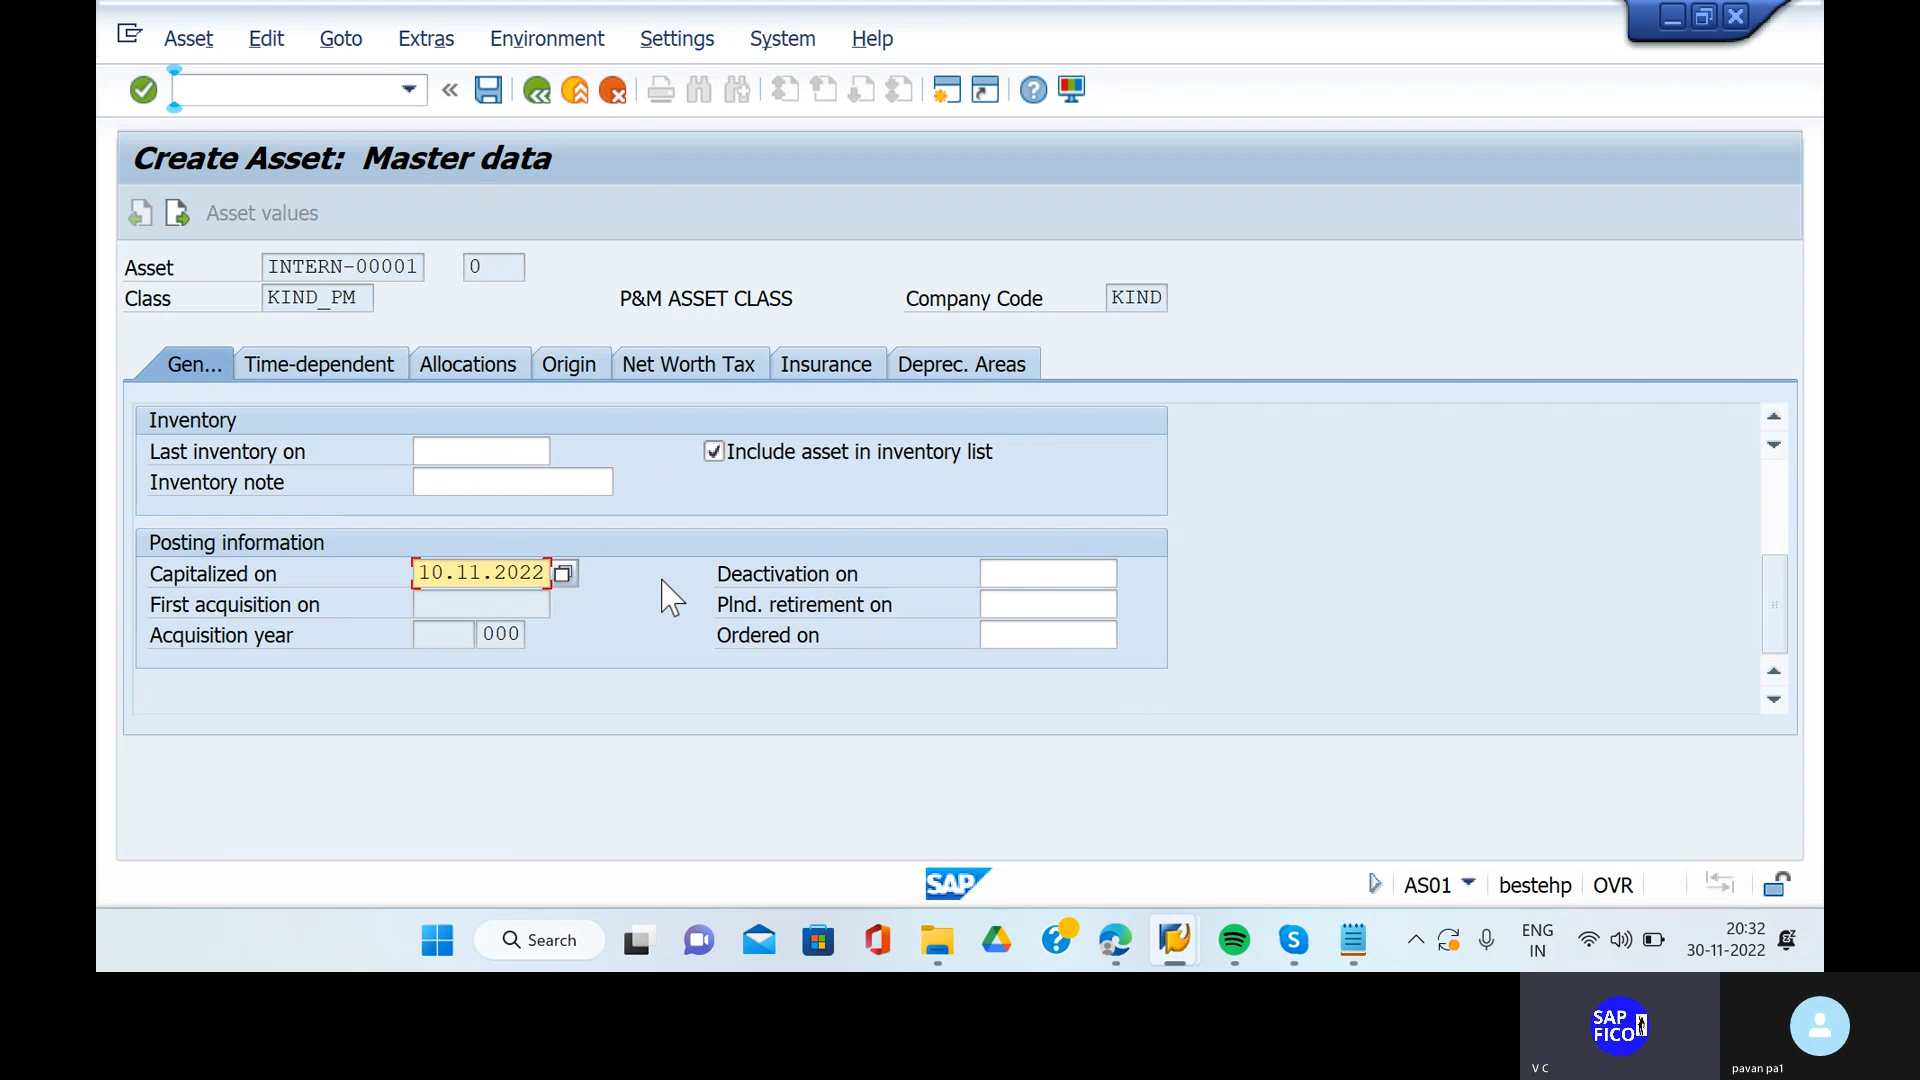 Asset Edit Goto Extras Environment Settings System Help
Create Asset: Master data
Asset values
Asset INTERN-00001 0
Class KIND_PM P&M ASSET CLASS Company Code KIND
Gen... Time-dependent Allocations Origin Net Worth Tax Insurance Deprec. Areas
Inventory
Last inventory on Include asset in inventory list
Inventory note
Posting information
Capitalized on 10.11.2022 Deactivation on
First acquisition on Plnd. retirement on
Acquisition year 000 Ordered on
SAP AS01 bestehp OVR
Search
ENG
IN
20:32
30-11-2022
SAP
FICO
V C
pavan pa1